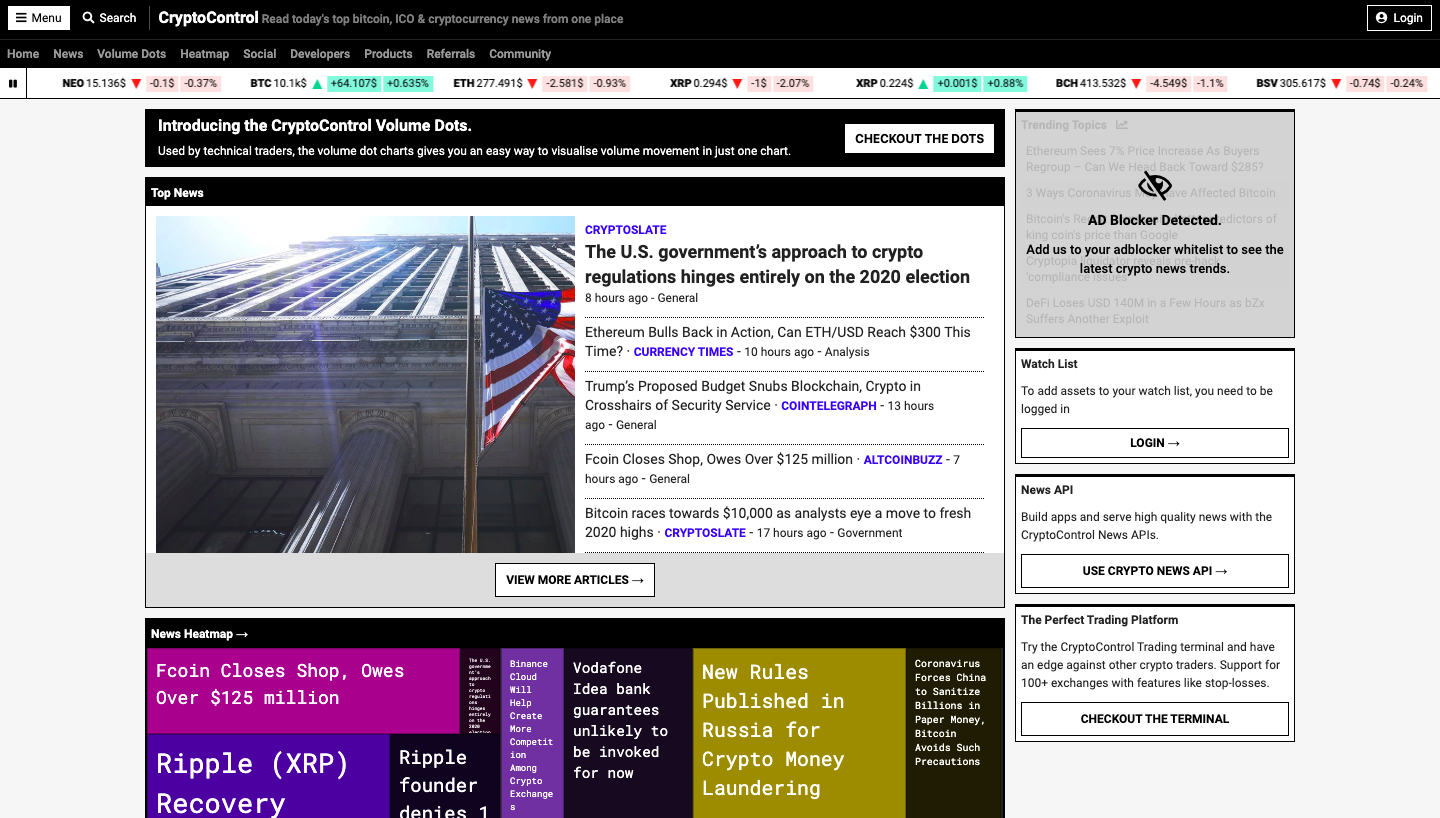 Menu
Search
CryptoControl Read today's top bitcoin, ICO & cryptocurrency news from one place
Login
Home News Volume Dots Heatmap Social Developers Products Referrals Community
NEO 15.136$ ▼ -0.1$ -0.37% BTC 10.1k$ ▲ +64.107$ +0.635% ETH 277.491$ ▼ -2.581$ -0.93% XRP 0.294$ ▼ -1$ -2.07% XRP 0.224$ ▲ +0.001$ +0.88% BCH 413.532$ ▼ -4.549$ -1.1% BSV 305.617$ ▼ -0.74$ -0.24%
Introducing the CryptoControl Volume Dots.
Used by technical traders, the volume dot charts gives you an easy way to visualise volume movement in just one chart.
CHECKOUT THE DOTS
Top News
CRYPTOSLATE
The U.S. government's approach to crypto
regulations hinges entirely on the 2020 election
8 hours ago - General
Ethereum Bulls Back in Action, Can ETH/USD Reach $300 This
Time? · CURRENCY TIMES - 10 hours ago - Analysis
Trump's Proposed Budget Snubs Blockchain, Crypto in
Crosshairs of Security Service · COINTELEGRAPH - 13 hours
ago - General
Fcoin Closes Shop, Owes Over $125 million · ALTCOINBUZZ - 7
hours ago - General
Bitcoin races towards $10,000 as analysts eye a move to fresh
2020 highs · CRYPTOSLATE - 17 hours ago - Government
VIEW MORE ARTICLES →
News Heatmap →
Fcoin Closes Shop, Owes
Over $125 million
The U.S.
governme
nt's
approach
to
crypto
regulati
ons
hinges
entirely
on the
2020
election
Binance
Cloud
Will
Help
Create
More
Competit
ion
Among
Crypto
Exchange
s
Vodafone
Idea bank
guarantees
unlikely to
be invoked
for now
New Rules
Published in
Russia for
Crypto Money
Laundering
Coronavirus
Forces China
to Sanitize
Billions in
Paper Money,
Bitcoin
Avoids Such
Precautions
Ripple (XRP)
Recovery
Ripple
founder
denies 1
Trending Topics
Ethereum Sees 7% Price Increase As Buyers
Regroup – Can We Head Back Toward $285?
3 Ways Coronavirus May Have Affected Bitcoin
Bitcoin's Re edictors of
king coin's price than Google
Cryptopia liquidator reveals pre-hack
'compliance issues'
DeFi Loses USD 140M in a Few Hours as bZx
Suffers Another Exploit
AD Blocker Detected.
Add us to your adblocker whitelist to see the
latest crypto news trends.
Watch List
To add assets to your watch list, you need to be
logged in
LOGIN →
News API
Build apps and serve high quality news with the
CryptoControl News APIs.
USE CRYPTO NEWS API →
The Perfect Trading Platform
Try the CryptoControl Trading terminal and have
an edge against other crypto traders. Support for
100+ exchanges with features like stop-losses.
CHECKOUT THE TERMINAL